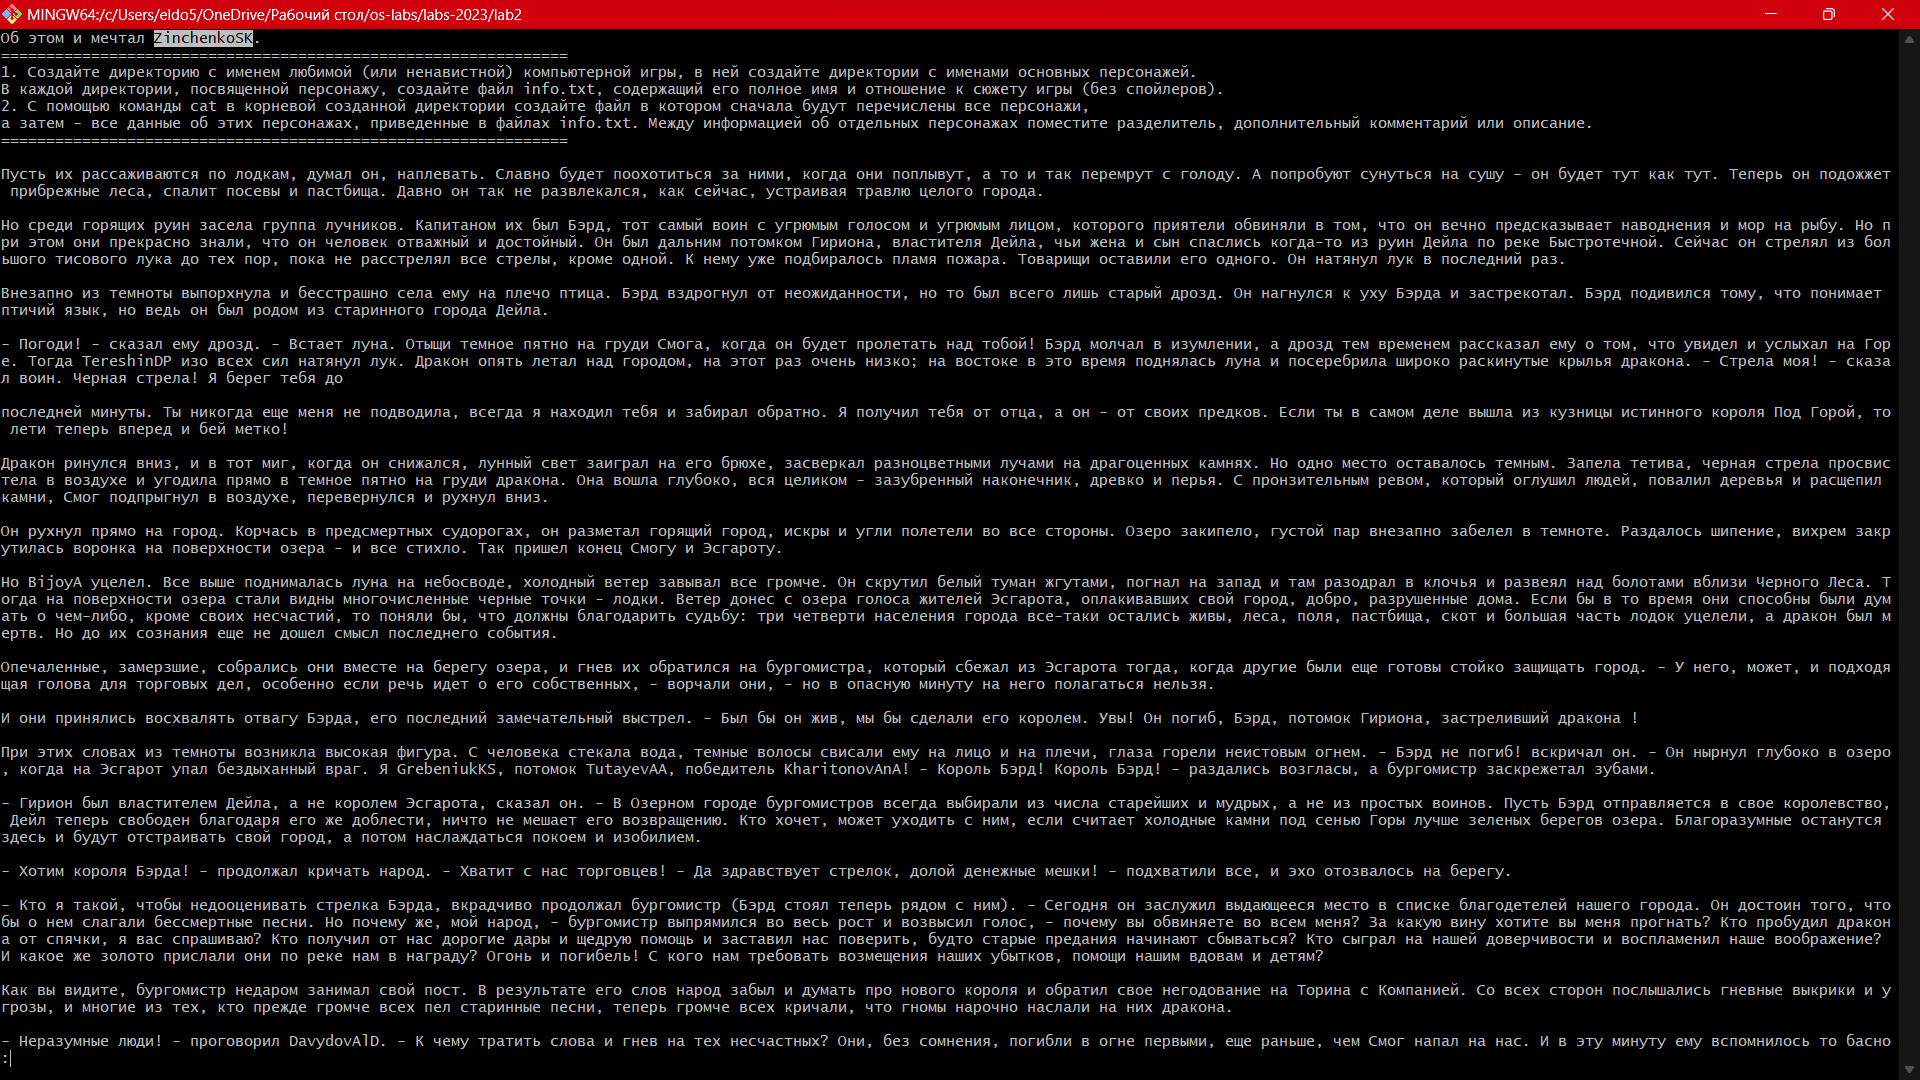 MINGW64:/c/Users/eldo5/OneDrive/Рабочий стол/os-labs/labs-2023/lab2
Об этом и мечтал ZinchenkoSK.
===============================================================
1. Создайте директорию с именем любимой (или ненавистной) компьютерной игры, в ней создайте директории с именами основных персонажей.
В каждой директории, посвященной персонажу, создайте файл info.txt, содержащий его полное имя и отношение к сюжету игры (без спойлеров).
2. С помощью команды cat в корневой созданной директории создайте файл в котором сначала будут перечислены все персонажи,
а затем - все данные об этих персонажах, приведенные в файлах info.txt. Между информацией об отдельных персонажах поместите разделитель, дополнительный комментарий или описание.
===============================================================
Пусть их рассаживаются по лодкам, думал он, наплевать. Славно будет поохотиться за ними, когда они поплывут, а то и так перемрут с голоду. А попробуют сунуться на сушу - он будет тут как тут. Теперь он подожжет
прибрежные леса, спалит посевы и пастбища. Давно он так не развлекался, как сейчас, устраивая травлю целого города.
Но среди горящих руин засела группа лучников. Капитаном их был Бэрд, тот самый воин с угрюмым голосом и угрюмым лицом, которого приятели обвиняли в том, что он вечно предсказывает наводнения и мор на рыбу. Но п
ри этом они прекрасно знали, что он человек отважный и достойный. Он был дальним потомком Гириона, властителя Дейла, чьи жена и сын спаслись когда-то из руин Дейла по реке Быстротечной. Сейчас он стрелял из бол
ьшого тисового лука до тех пор, пока не расстрелял все стрелы, кроме одной. К нему уже подбиралось пламя пожара. Товарищи оставили его одного. Он натянул лук в последний раз.
Внезапно из темноты выпорхнула и бесстрашно села ему на плечо птица. Бэрд вздрогнул от неожиданности, но то был всего лишь старый дрозд. Он нагнулся к уху Бэрда и застрекотал. Бэрд подивился тому, что понимает
птичий язык, но ведь он был родом из старинного города Дейла.
- Погоди! - сказал ему дрозд. - Встает луна. Отыщи темное пятно на груди Смога, когда он будет пролетать над тобой! Бэрд молчал в изумлении, а дрозд тем временем рассказал ему о том, что увидел и услыхал на Гор
е. Тогда TereshinDP изо всех сил натянул лук. Дракон опять летал над городом, на этот раз очень низко; на востоке в это время поднялась луна и посеребрила широко раскинутые крылья дракона. - Стрела моя! - сказа
л воин. Черная стрела! Я берег тебя до
последней минуты. Ты никогда еще меня не подводила, всегда я находил тебя и забирал обратно. Я получил тебя от отца, а он - от своих предков. Если ты в самом деле вышла из кузницы истинного короля Под Горой, то
лети теперь вперед и бей метко!
Дракон ринулся вниз, и в тот миг, когда он снижался, лунный свет заиграл на его брюхе, засверкал разноцветными лучами на драгоценных камнях. Но одно место оставалось темным. Запела тетива, черная стрела просвис
тела в воздухе и угодила прямо в темное пятно на груди дракона. Она вошла глубоко, вся целиком - зазубренный наконечник, древко и перья. С пронзительным ревом, который оглушил людей, повалил деревья и расщепил
камни, Смог подпрыгнул в воздухе, перевернулся и рухнул вниз.
Он рухнул прямо на город. Корчась в предсмертных судорогах, он разметал горящий город, искры и угли полетели во все стороны. Озеро закипело, густой пар внезапно забелел в темноте. Раздалось шипение, вихрем закр
утилась воронка на поверхности озера - и все стихло. Так пришел конец Смогу и Эсгароту.
Но BijoyA уцелел. Все выше поднималась луна на небосводе, холодный ветер завывал все громче. Он скрутил белый туман жгутами, погнал на запад и там разодрал в клочья и развеял над болотами вблизи Черного Леса. Т
огда на поверхности озера стали видны многочисленные черные точки - лодки. Ветер донес с озера голоса жителей Эсгарота, оплакивавших свой город, добро, разрушенные дома. Если бы в то время они способны были дум
ать о чем-либо, кроме своих несчастий, то поняли бы, что должны благодарить судьбу: три четверти населения города все-таки остались живы, леса, поля, пастбища, скот и большая часть лодок уцелели, а дракон был м
ертв. Но до их сознания еще не дошел смысл последнего события.
Опечаленные, замерзшие, собрались они вместе на берегу озера, и гнев их обратился на бургомистра, который сбежал из Эсгарота тогда, когда другие были еще готовы стойко защищать город. - У него, может, и подходя
щая голова для торговых дел, особенно если речь идет о его собственных, - ворчали они, - но в опасную минуту на него полагаться нельзя.
И они принялись восхвалять отвагу Бэрда, его последний замечательный выстрел. - Был бы он жив, мы бы сделали его королем. Увы! Он погиб, Бэрд, потомок Гириона, застреливший дракона !
При этих словах из темноты возникла высокая фигура. С человека стекала вода, темные волосы свисали ему на лицо и на плечи, глаза горели неистовым огнем. - Бэрд не погиб! вскричал он. - Он нырнул глубоко в озеро
, когда на Эсгарот упал бездыханный враг. Я GrebeniukKS, потомок TutayevAA, победитель KharitonovAnA! - Король Бэрд! Король Бэрд! - раздались возгласы, а бургомистр заскрежетал зубами.
- Гирион был властителем Дейла, а не королем Эсгарота, сказал он. - В Озерном городе бургомистров всегда выбирали из числа старейших и мудрых, а не из простых воинов. Пусть Бэрд отправляется в свое королевство,
Дейл теперь свободен благодаря его же доблести, ничто не мешает его возвращению. Кто хочет, может уходить с ним, если считает холодные камни под сенью Горы лучше зеленых берегов озера. Благоразумные останутся
здесь и будут отстраивать свой город, а потом наслаждаться покоем и изобилием.
- Хотим короля Бэрда! - продолжал кричать народ. - Хватит с нас торговцев! - Да здравствует стрелок, долой денежные мешки! - подхватили все, и эхо отозвалось на берегу.
- Кто я такой, чтобы недооценивать стрелка Бэрда, вкрадчиво продолжал бургомистр (Бэрд стоял теперь рядом с ним). - Сегодня он заслужил выдающееся место в списке благодетелей нашего города. Он достоин того, что
бы о нем слагали бессмертные песни. Но почему же, мой народ, - бургомистр выпрямился во весь рост и возвысил голос, - почему вы обвиняете во всем меня? За какую вину хотите вы меня прогнать? Кто пробудил дракон
а от спячки, я вас спрашиваю? Кто получил от нас дорогие дары и щедрую помощь и заставил нас поверить, будто старые предания начинают сбываться? Кто сыграл на нашей доверчивости и воспламенил наше воображение?
И какое же золото прислали они по реке нам в награду? Огонь и погибель! С кого нам требовать возмещения наших убытков, помощи нашим вдовам и детям?
Как вы видите, бургомистр недаром занимал свой пост. В результате его слов народ забыл и думать про нового короля и обратил свое негодование на Торина с Компанией. Со всех сторон послышались гневные выкрики и у
грозы, и многие из тех, кто прежде громче всех пел старинные песни, теперь громче всех кричали, что гномы нарочно наслали на них дракона.
- Неразумные люди! - проговорил DavydovAlD. - К чему тратить слова и гнев на тех несчастных? Они, без сомнения, погибли в огне первыми, еще раньше, чем Смог напал на нас. И в эту минуту ему вспомнилось то басно
: